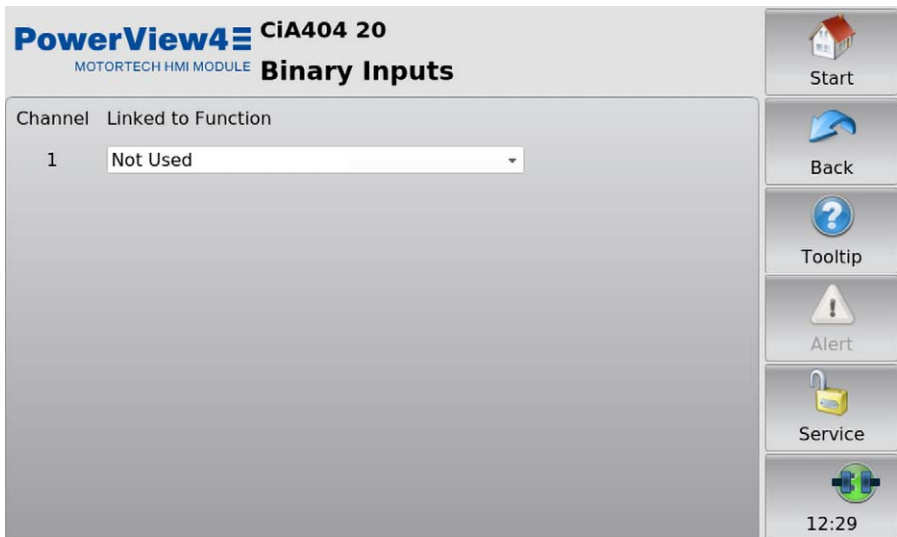 PowerView4
CiA404 20
MOTORTECH HMI MODULE
Binary Inputs
Channel Linked to Function
1 Not Used
Start
Back
Tooltip
Alert
Service
12:29